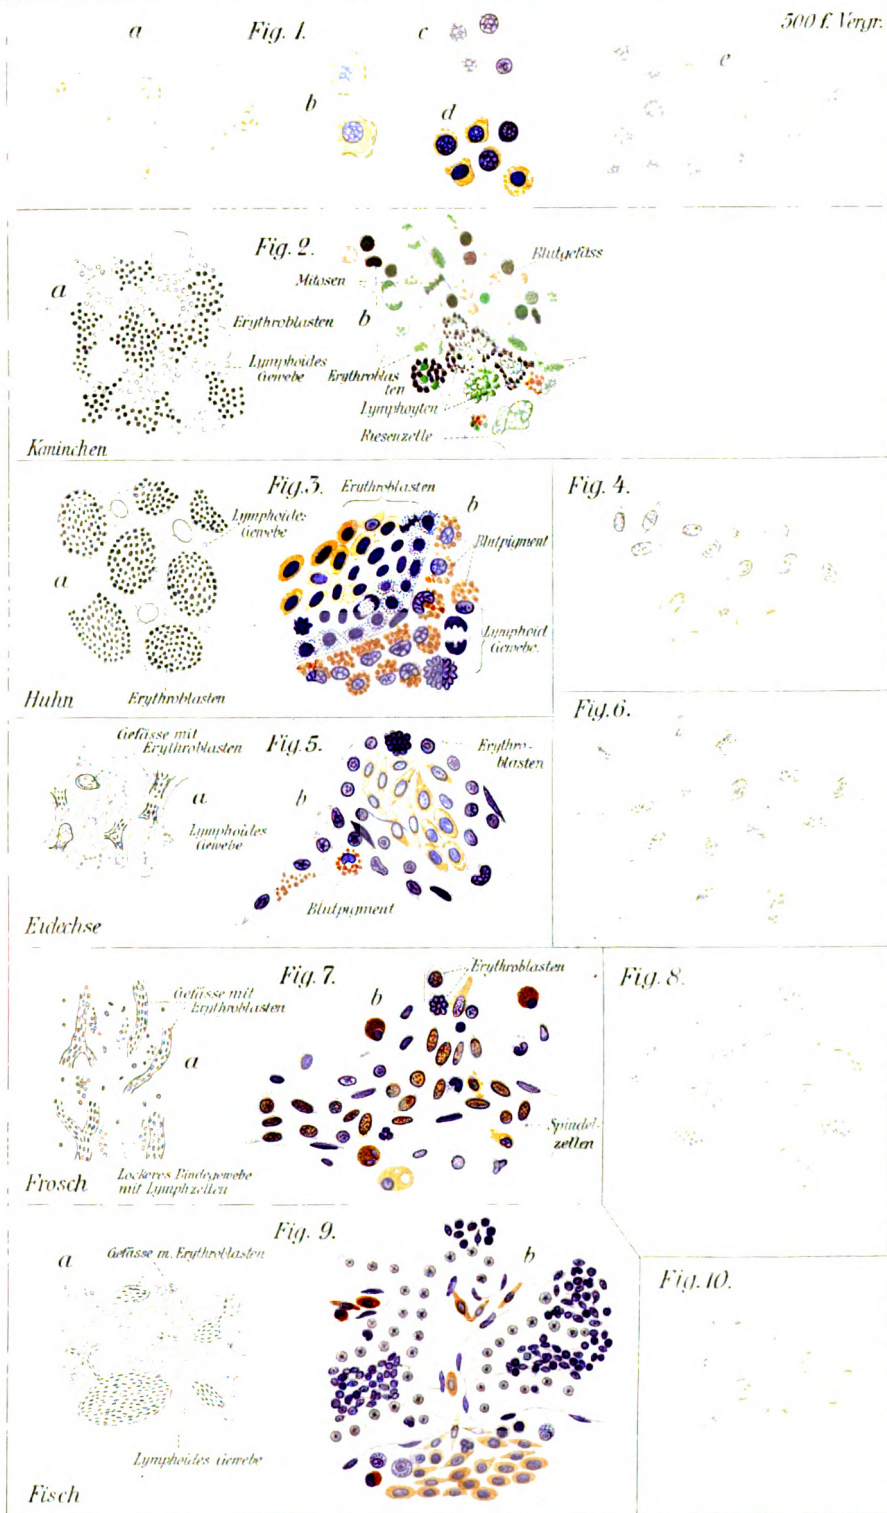 a
Fig. 1.
c
500 f. Vergr.
b
d
e
Fig. 2.
a
Blutgefäss
Mitosen
b
Erythroblasten
Lymphoides
Gewebe
Erythroblas
ten
Lymphoyten
Riesenzelle
Kaninchen
Fig. 3.
Erythroblasten
b
Fig. 4.
Lymphoides
Gewebe
Blutpigment
a
Lymphoid
Gewebe.
Erythroblasten
Huhn
Gefässe mit
Erythroblasten
Fig. 5.
Erythro-
blasten
Fig. 6.
a
b
Lymphoides
Gewebe
Blutpigment
Eidechse
Fig. 7.
Erythroblasten
Fig. 8.
Gefässe mit
Erythroblasten
b
a
Spindel-
zellen
Lockeres Bindegewebe
mit Lymphzellen
Frosch
Fig. 9.
a
Gefässe m. Erythroblasten
b
Fig. 10.
Lymphoides Gewebe
Fisch